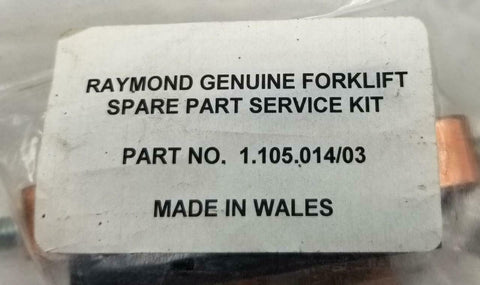 RAYMOND GENUINE FORKLIFT
SPARE PART SERVICE KIT
PART NO. 1.105.014/03
MADE IN WALES